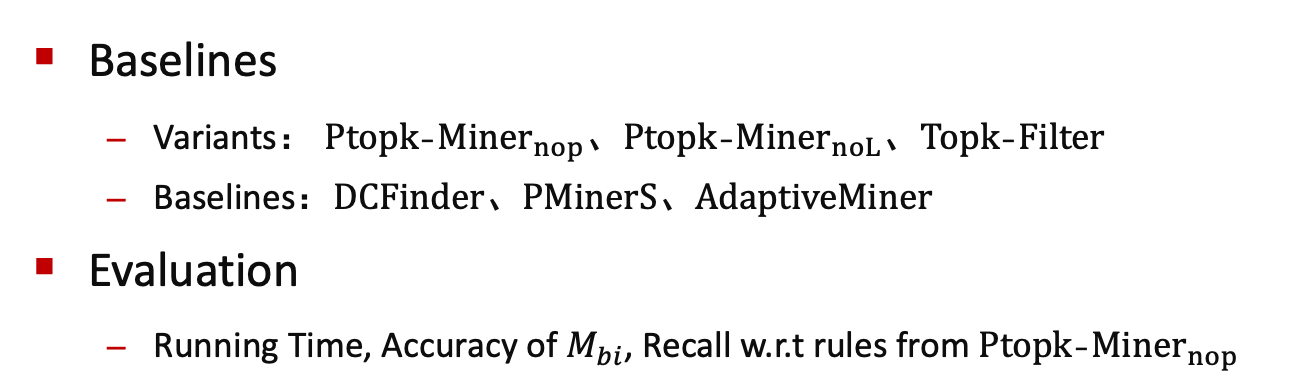 Baselines
– Variants： Ptopk-Miner_nop、Ptopk-Miner_noL、Topk-Filter
– Baselines：DCFinder、PMinerS、AdaptiveMiner
Evaluation
– Running Time, Accuracy of M_bi, Recall w.r.t rules from Ptopk-Miner_nop